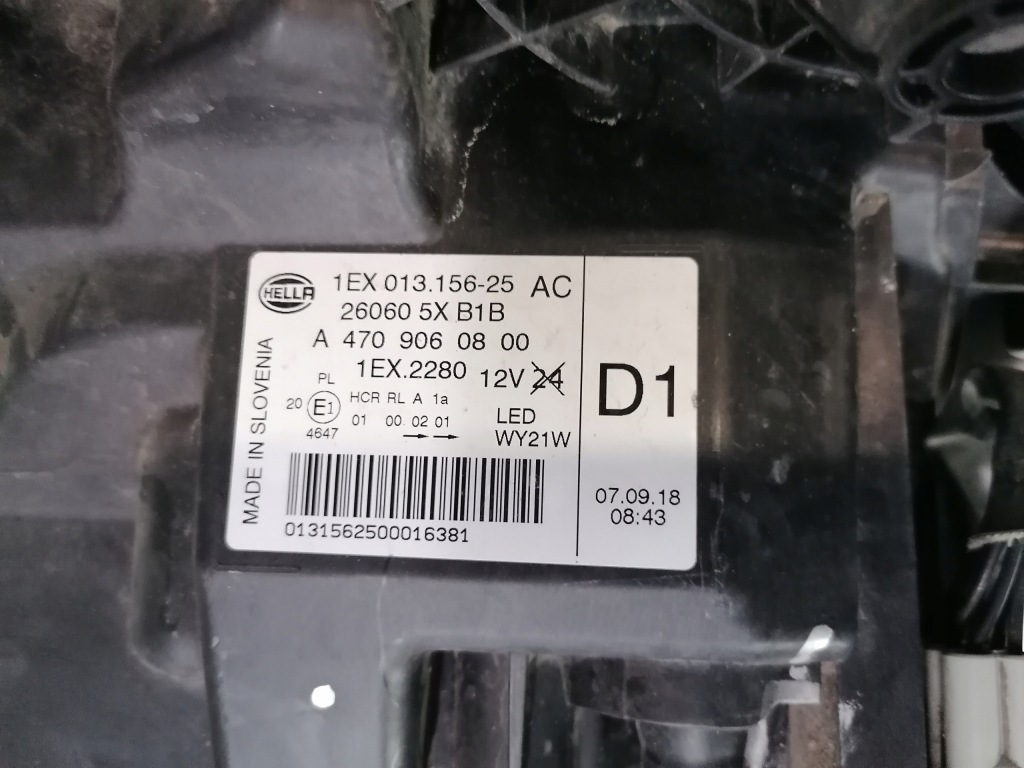 HELLA
1EX 013.156-25 AC
26060 5X B1B
A 470 906 08 00
1EX.2280 12V 24
PL
20 E1 HCR RL A 1a
01 00 02 01
4647
LED
WY21W
MADE IN SLOVENIA
0131562500016381
D1
07.09.18
08:43